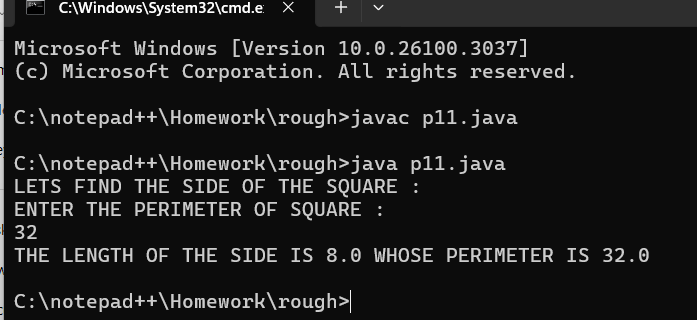 C:\Windows\System32\cmd.e
Microsoft Windows [Version 10.0.26100.3037]
(c) Microsoft Corporation. All rights reserved.
C:\notepad++\Homework\rough>javac p11.java
C:\notepad++\Homework\rough>java p11.java
LETS FIND THE SIDE OF THE SQUARE :
ENTER THE PERIMETER OF SQUARE :
32
THE LENGTH OF THE SIDE IS 8.0 WHOSE PERIMETER IS 32.0
C:\notepad++\Homework\rough>